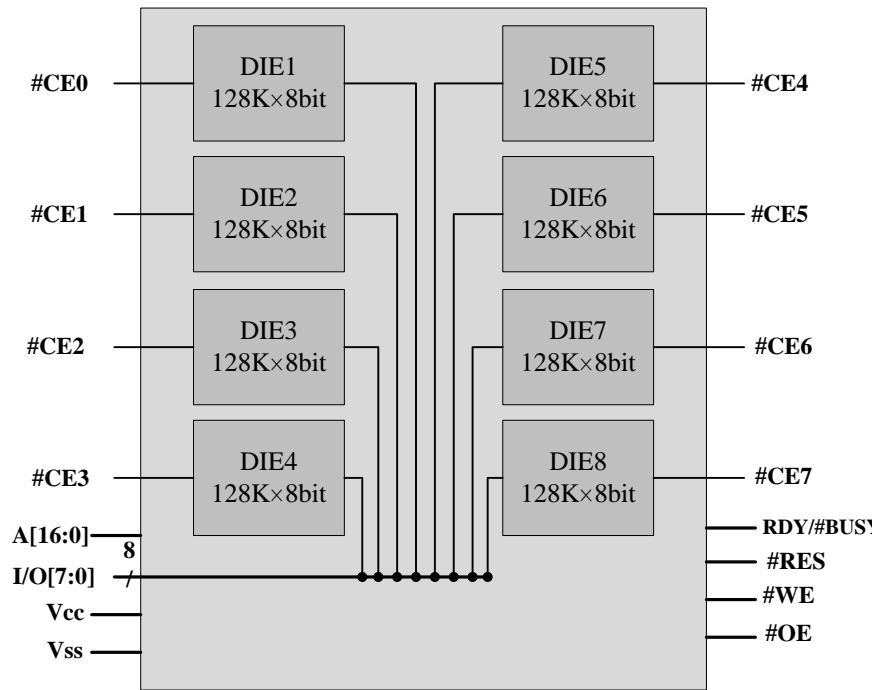 #CE0
DIE1
128K×8bit
DIE5
128K×8bit
#CE4
#CE1
DIE2
128K×8bit
DIE6
128K×8bit
#CE5
#CE2
DIE3
128K×8bit
DIE7
128K×8bit
#CE6
#CE3
DIE4
128K×8bit
DIE8
128K×8bit
#CE7
A[16:0]
8
I/O[7:0]
/
Vcc
Vss
RDY/#BUSY
#RES
#WE
#OE